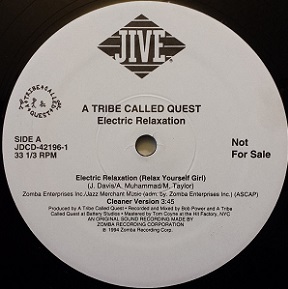 JIVE
A TRIBE CALLED QUEST
Electric Relaxation
A TRIBE CALLED QUEST
SIDE A
JDCD-42196-1
33 1/3 RPM
Not
For Sale
Electric Relaxation (Relax Yourself Girl)
(J. Davis/A. Muhammad/M. Taylor)
Zomba Enterprises Inc./Jazz Merchant Music (adm. by Zomba Enterprises Inc.) (ASCAP)
Cleaner Version 3:45
Produced by A Tribe Called Quest • Recorded and Mixed by Bob Power and A Tribe
Called Quest at Battery Studios • Mastered by Tom Coyne at the Hit Factory, NYC
AN ORIGINAL SOUND RECORDING MADE BY
ZOMBA RECORDING CORPORATION
℗ 1994 Zomba Recording Corp.